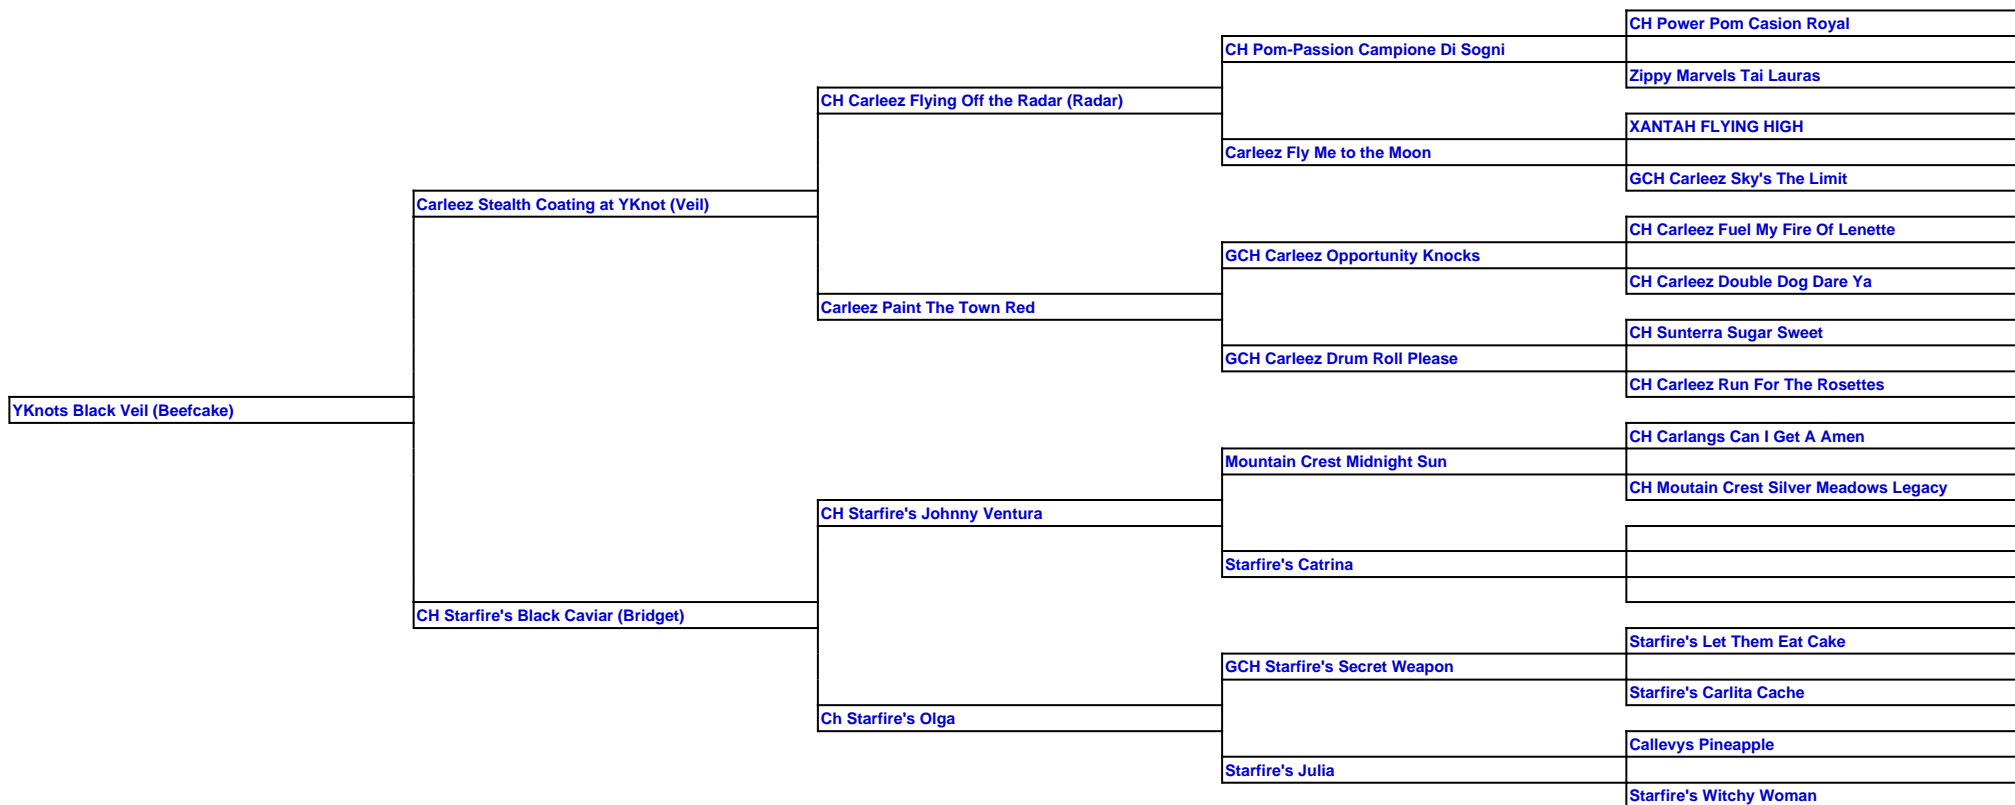 CH Power Pom Casion Royal
CH Pom-Passion Campione Di Sogni
Zippy Marvels Tai Lauras
CH Carleez Flying Off the Radar (Radar)
XANTAH FLYING HIGH
Carleez Fly Me to the Moon
GCH Carleez Sky's The Limit
Carleez Stealth Coating at YKnot (Veil)
CH Carleez Fuel My Fire Of Lenette
GCH Carleez Opportunity Knocks
CH Carleez Double Dog Dare Ya
Carleez Paint The Town Red
CH Sunterra Sugar Sweet
GCH Carleez Drum Roll Please
CH Carleez Run For The Rosettes
YKnots Black Veil (Beefcake)
CH Carlangs Can I Get A Amen
Mountain Crest Midnight Sun
CH Moutain Crest Silver Meadows Legacy
CH Starfire's Johnny Ventura
Starfire's Catrina
CH Starfire's Black Caviar (Bridget)
Starfire's Let Them Eat Cake
GCH Starfire's Secret Weapon
Starfire's Carlita Cache
Ch Starfire's Olga
Callevys Pineapple
Starfire's Julia
Starfire's Witchy Woman